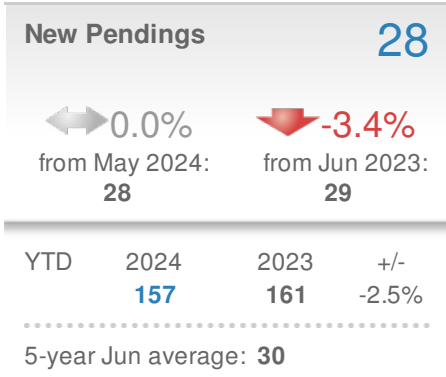 New Pendings 28
0.0% -3.4%
from May 2024: from Jun 2023:
28 29
YTD 2024 2023 +/-
157 161 -2.5%
5-year Jun average: 30